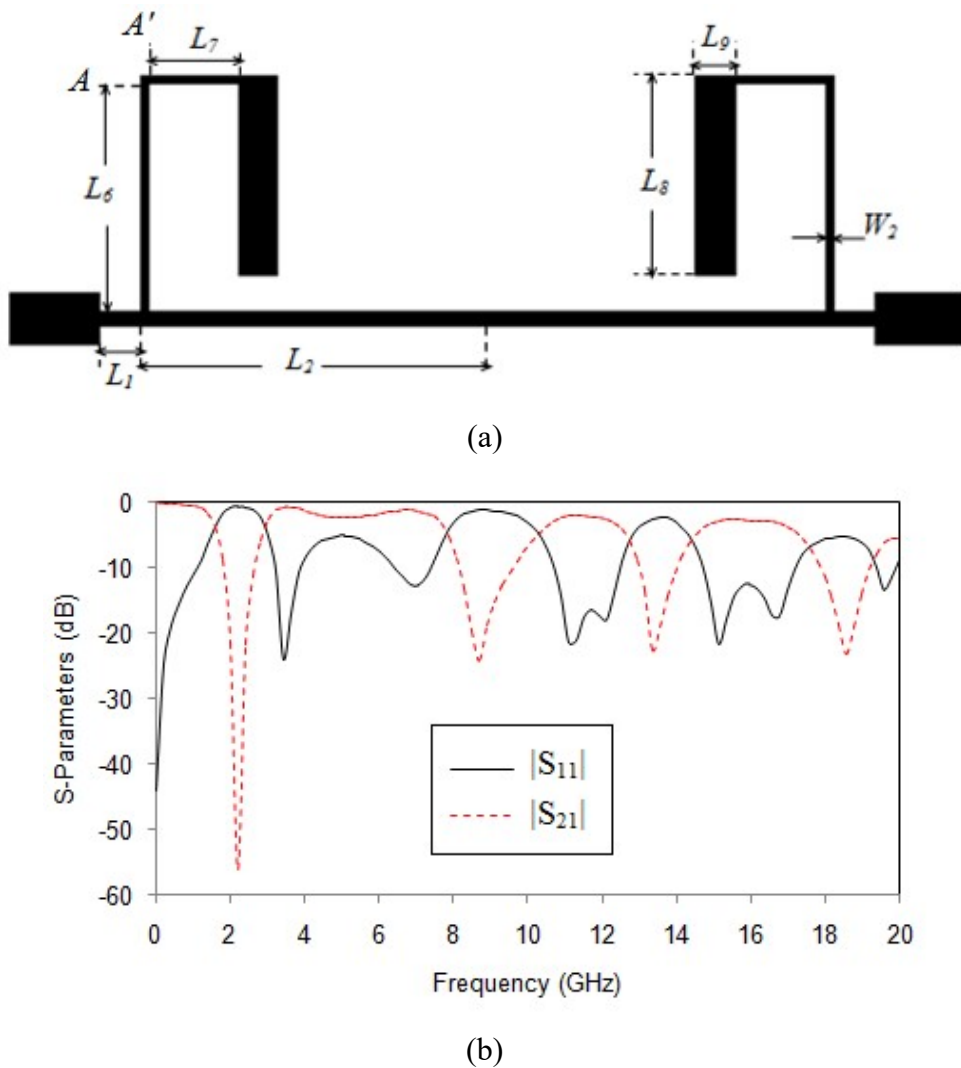 A' L₇ L₉
A
L₆ L₈
W₂
L₁ L₂
(a)
0
-10
-20
-30
-40
-50
-60
S-Parameters (dB)
|S₁₁|
|S₂₁|
0 2 4 6 8 10 12 14 16 18 20
Frequency (GHz)
(b)